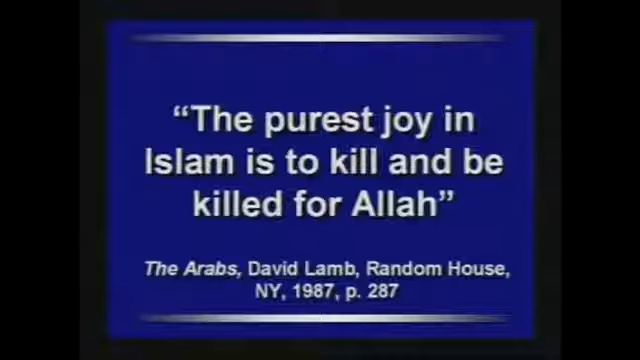 “The purest joy in
Islam is to kill and be
killed for Allah”
The Arabs, David Lamb, Random House,
NY, 1987, p. 287